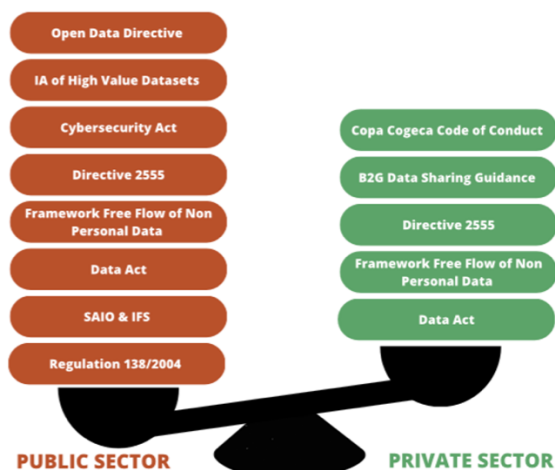 Open Data Directive
IA of High Value Datasets
Cybersecurity Act
Directive 2555
Framework Free Flow of Non
Personal Data
Data Act
SAIO & IFS
Regulation 138/2004
PUBLIC SECTOR
Copa Cogeca Code of Conduct
B2G Data Sharing Guidance
Directive 2555
Framework Free Flow of Non
Personal Data
Data Act
PRIVATE SECTOR